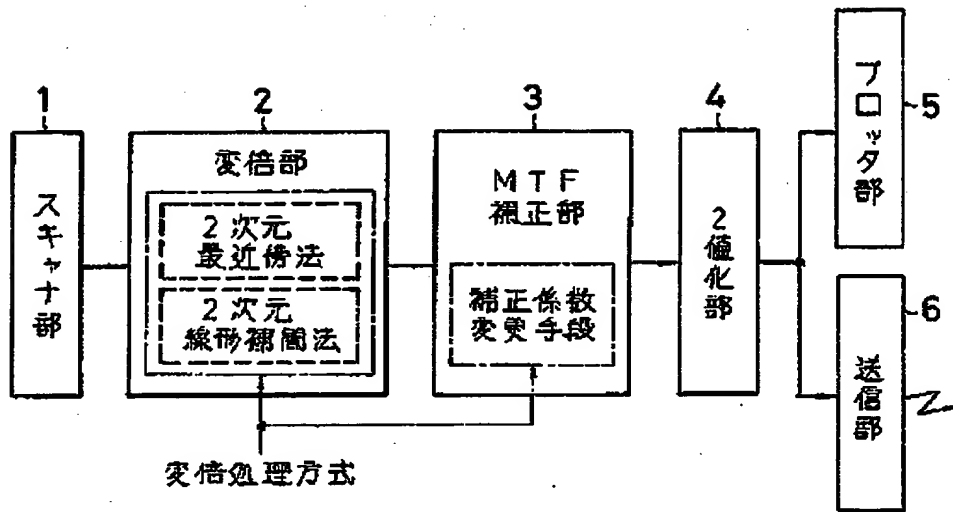 1
スキャナ部
2
変倍部
2次元
最近傍法
2次元
線形補間法
3
MTF
補正部
補正係数
変更手段
4
2値化部
プロッタ部
5
送信部
6
変倍処理方式